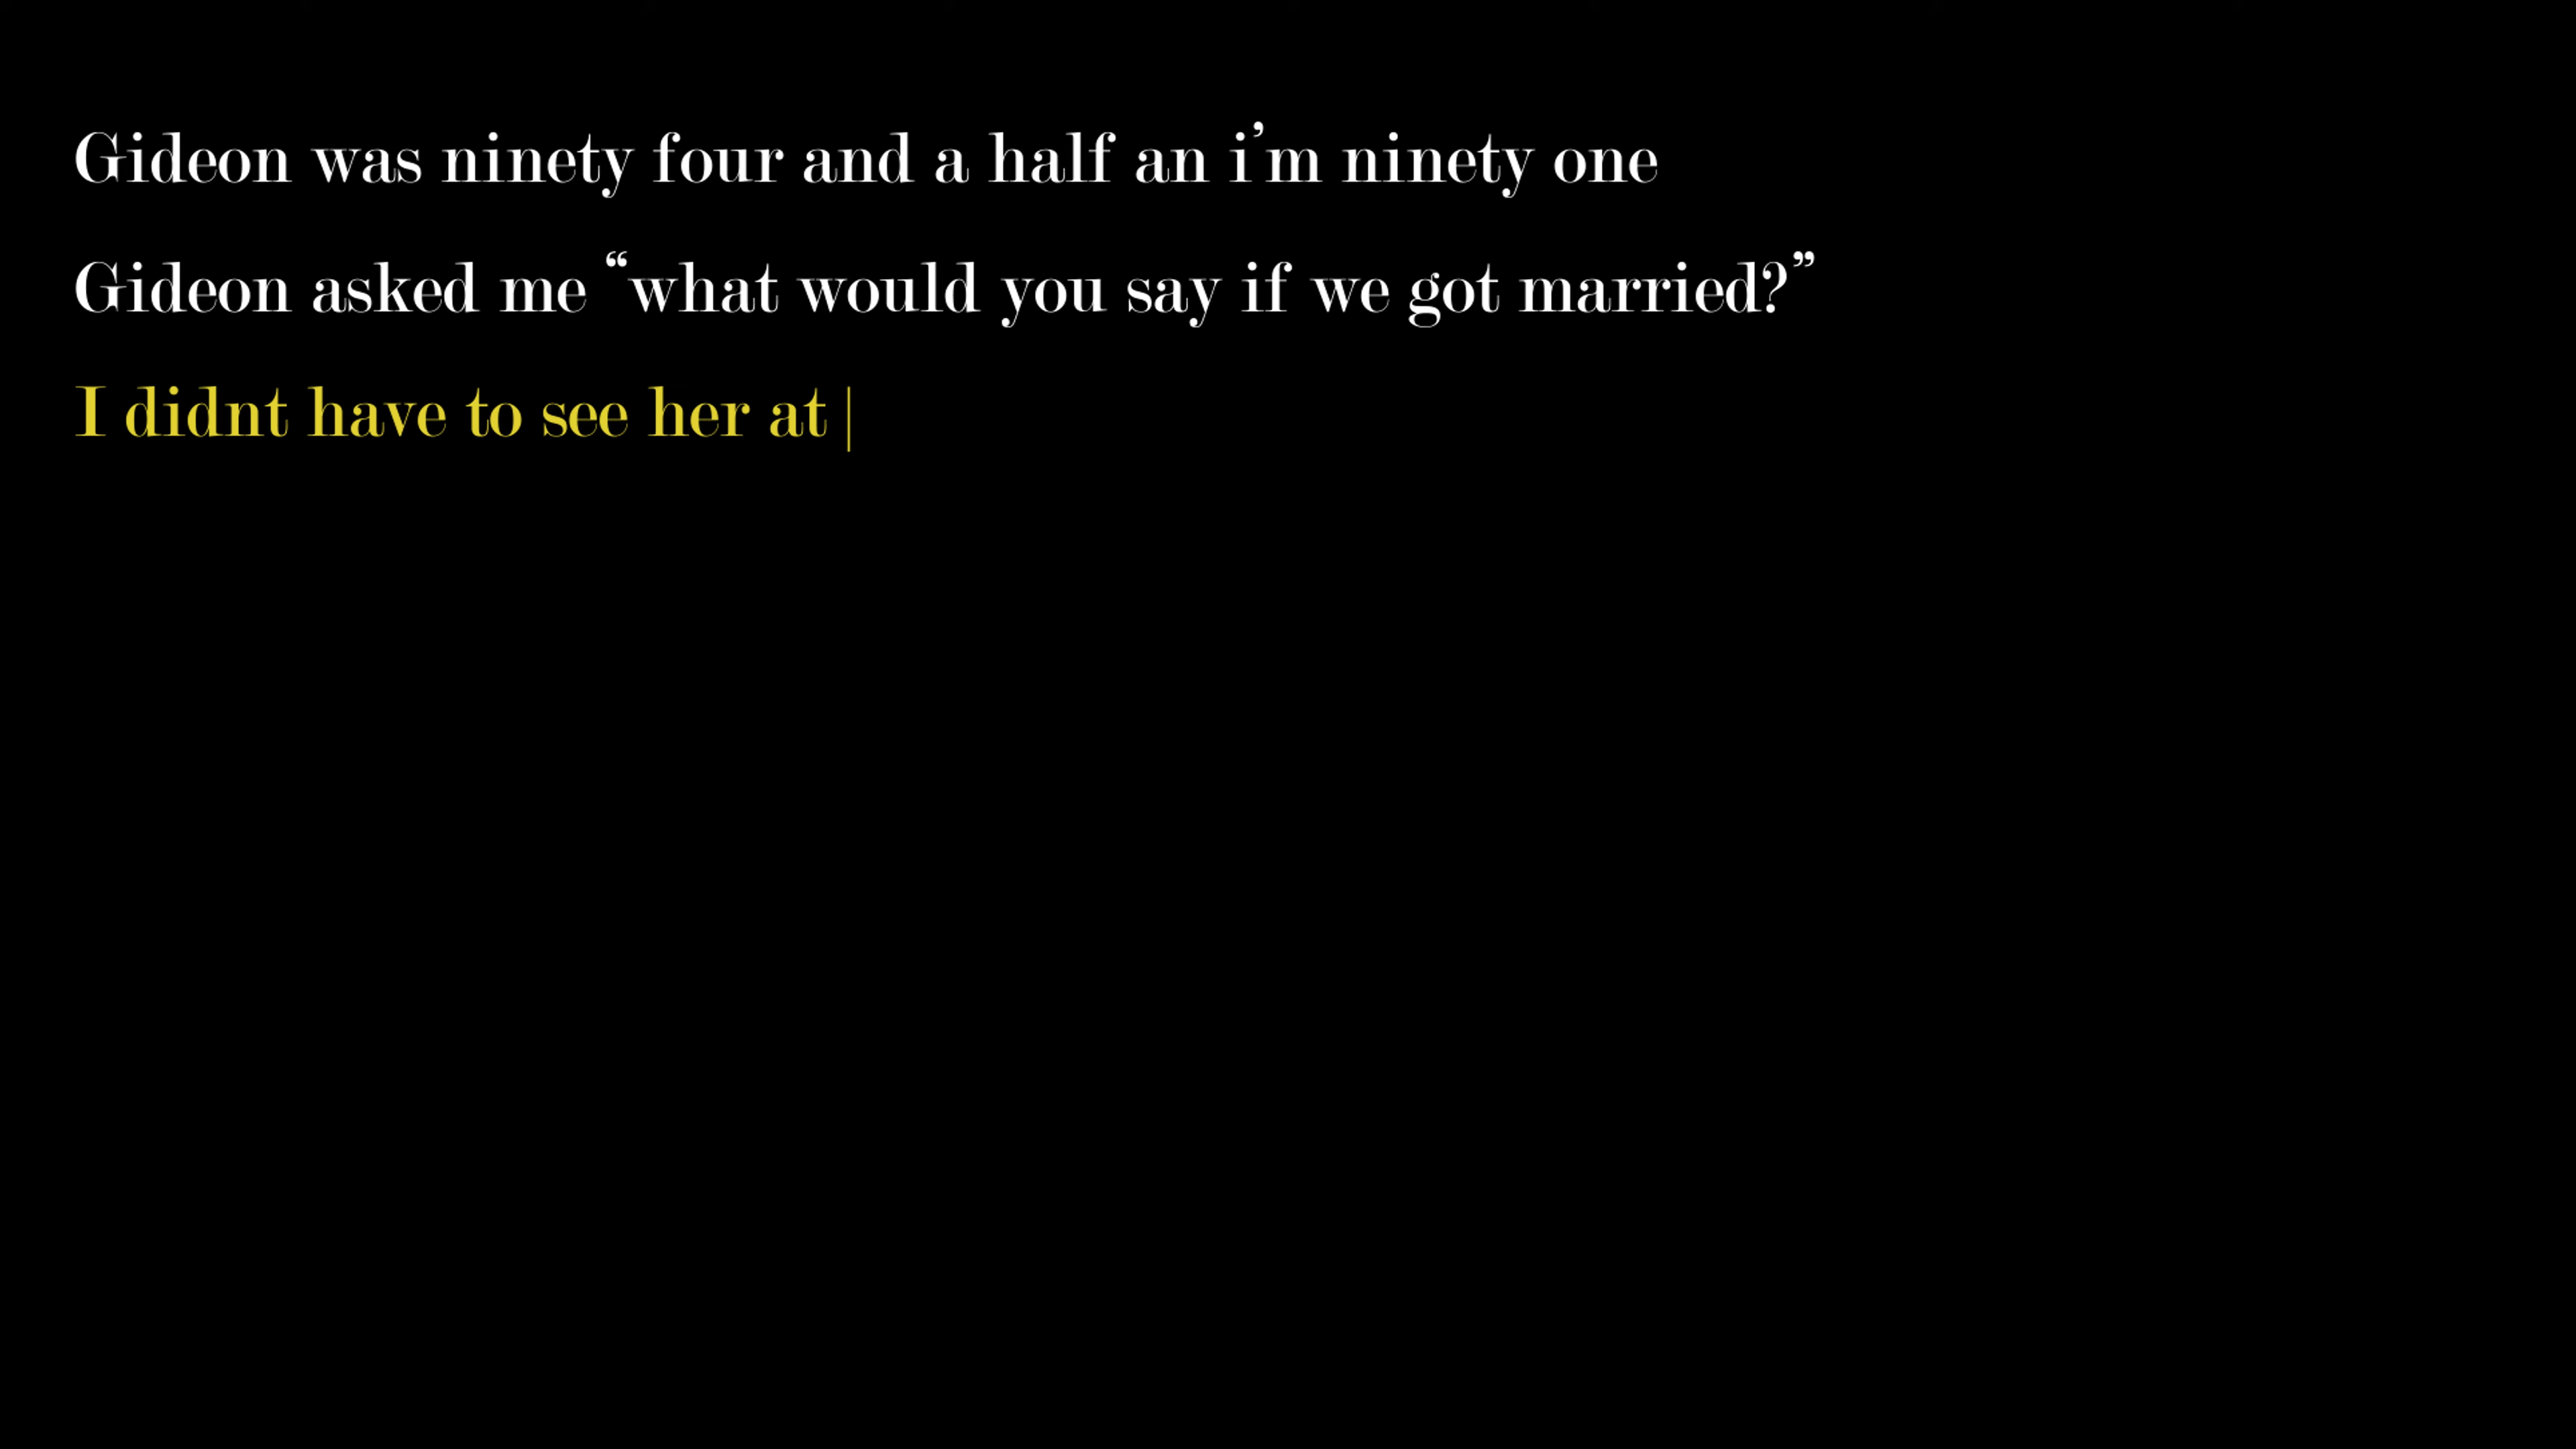 Gideon was ninety four and a half an i’m ninety one
Gideon asked me “what would you say if we got married?”
I didnt have to see her at |